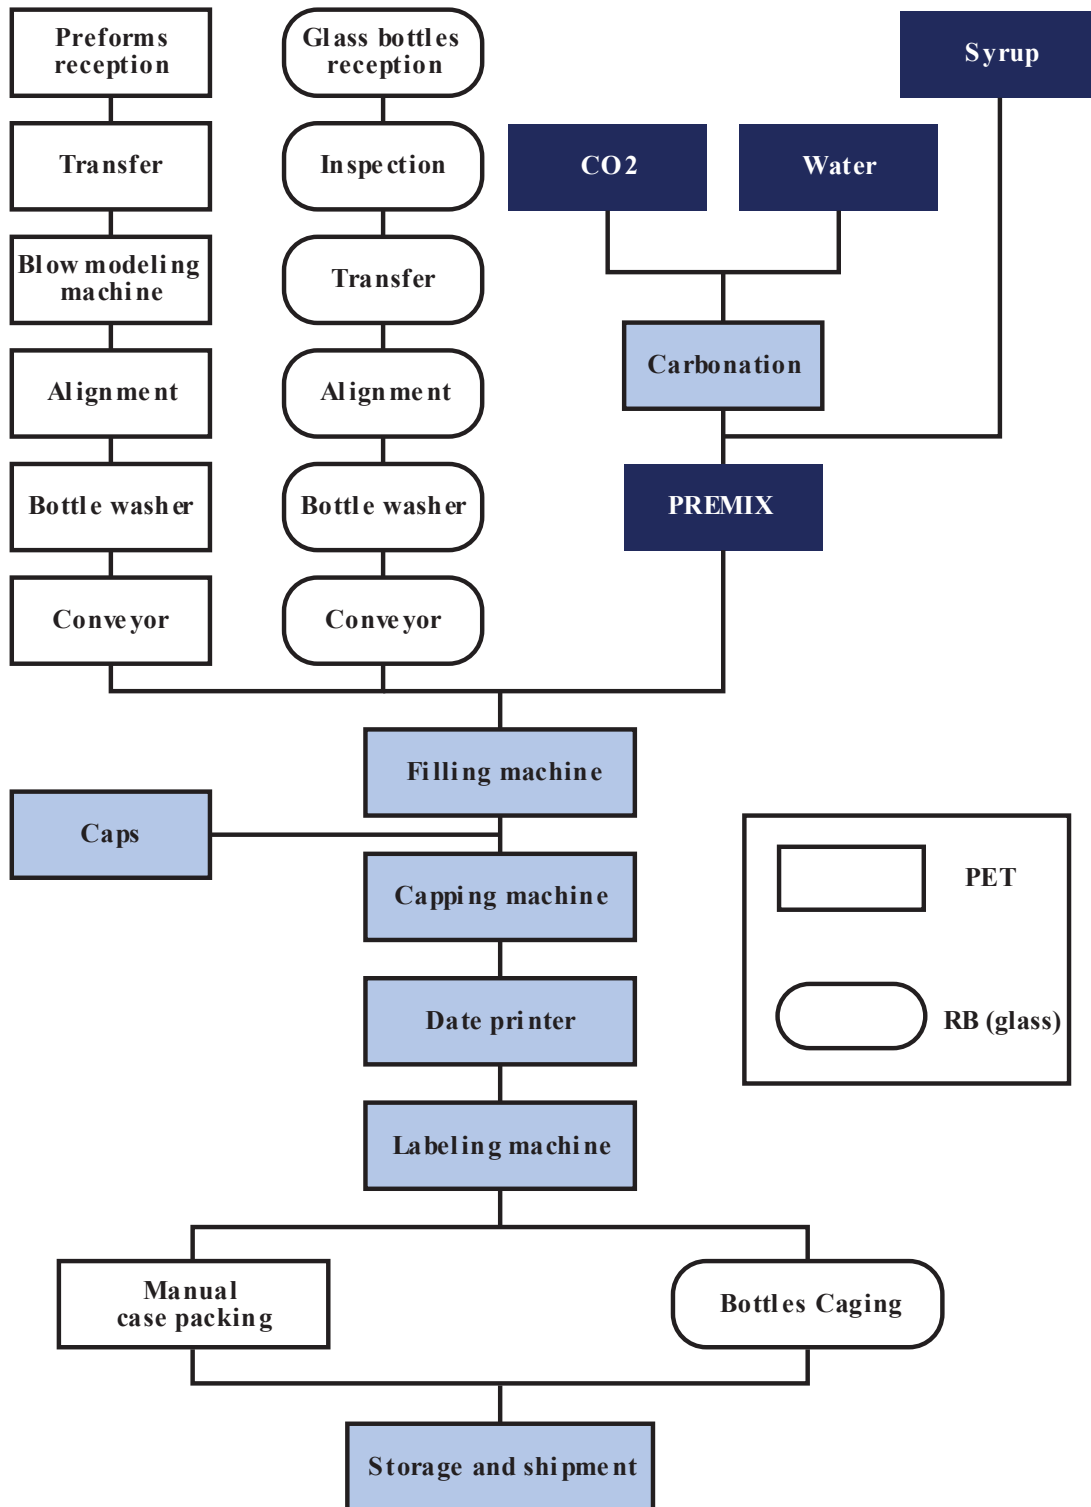 Preforms
reception
Glass bottles
reception
Syrup
Transfer
Inspection
CO2
Water
Blow modeling
machine
Transfer
Carbonation
Alignment
Alignment
Bottle washer
Bottle washer
PREMIX
Conveyor
Conveyor
Filling machine
Caps
Capping machine
PET
Date printer
RB (glass)
Labeling machine
Manual
case packing
Bottles Caging
Storage and shipment